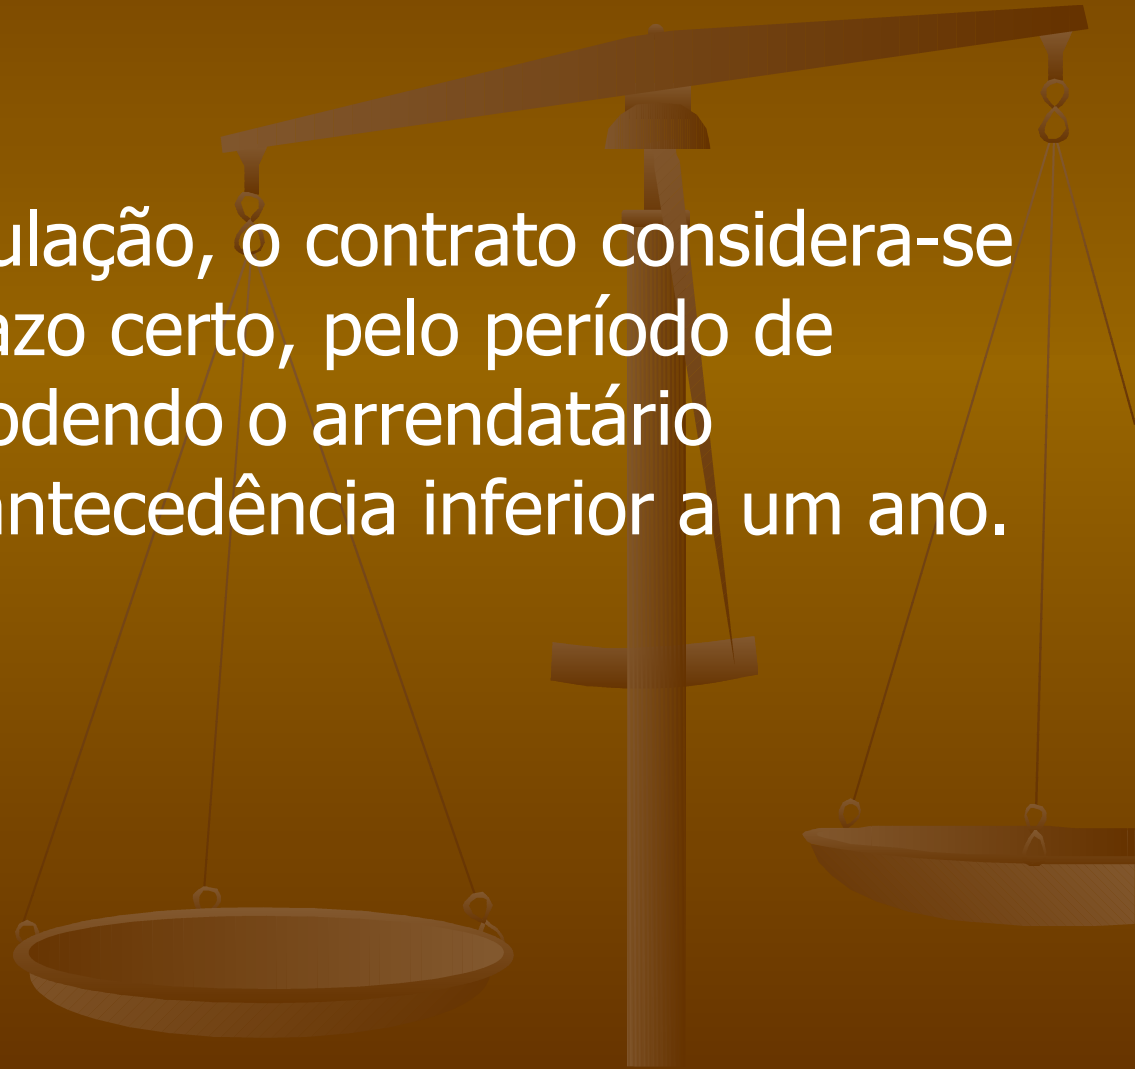 ulação, o contrato considera-se
azo certo, pelo período de
odendo o arrendatário
antecedência inferior a um ano.